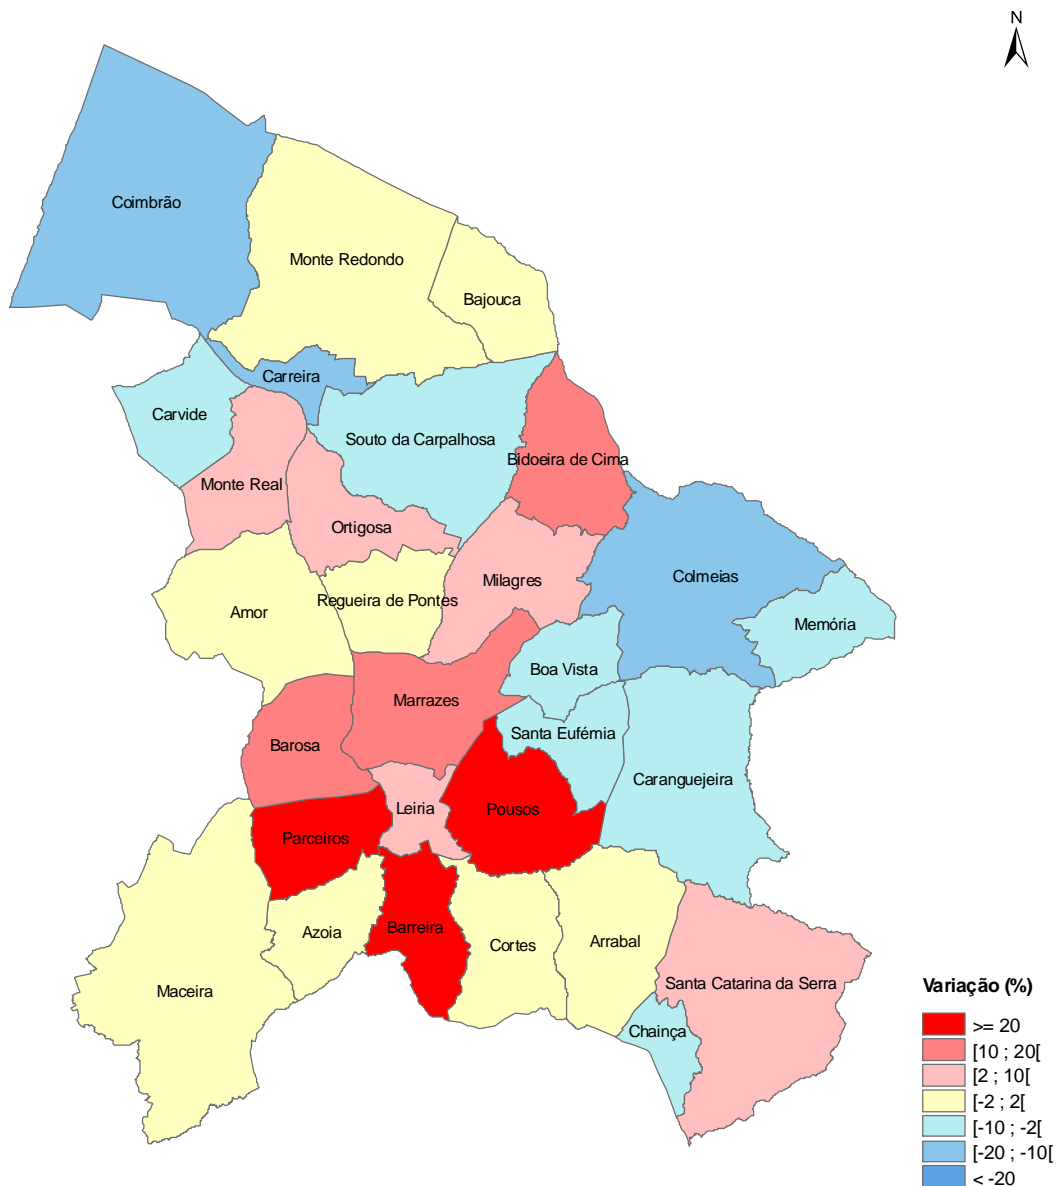 N
Coimbrão
Monte Redondo
Bajouca
Carreira
Carvide
Souto da Carpalhosa
Bidoeira de Cima
Monte Real
Ortigosa
Milagres
Colmeias
Regueira de Pontes
Amor
Memória
Boa Vista
Marrazes
Santa Eufémia
Barosa
Caranguejeira
Leiria
Pousos
Parceiros
Barreira
Azoia
Cortes
Arrabal
Maceira
Santa Catarina da Serra
Chainça
Variação (%)
>= 20
[10 ; 20[
[2 ; 10[
[-2 ; 2[
[-10 ; -2[
[-20 ; -10[
< -20